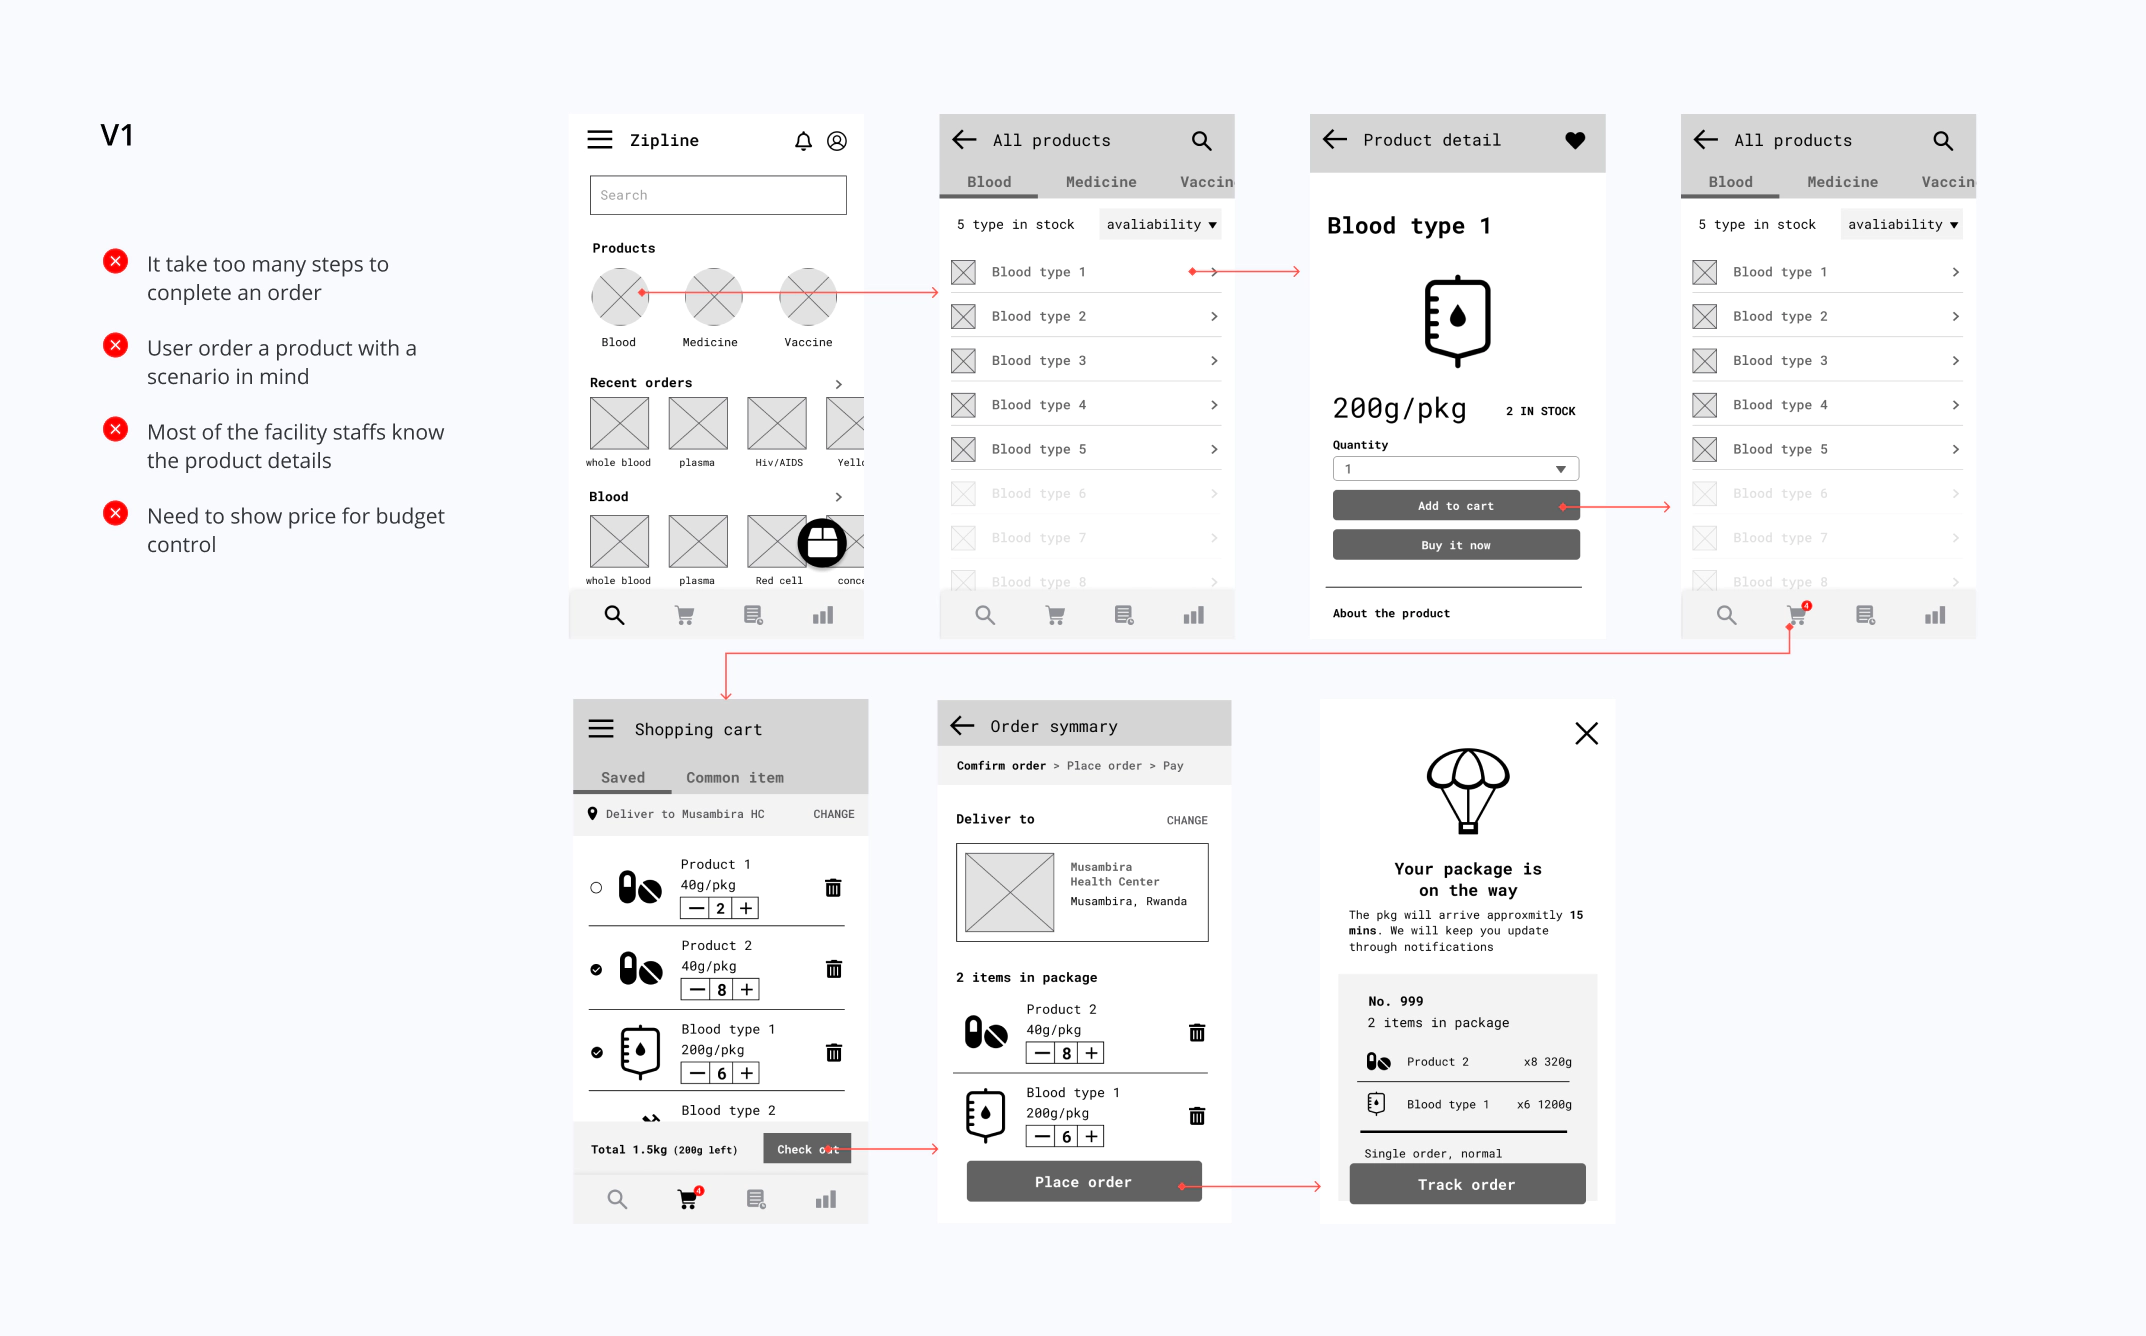 V1
It take too many steps to
conplete an order
User order a product with a
scenario in mind
Most of the facility staffs know
the product details
Need to show price for budget
control
Zipline
Search
Products
Blood Medicine Vaccine
Recent orders
whole blood plasma Hiv/AIDS Yello
Blood
whole blood plasma Red cell conce
All products
Blood Medicine Vaccin
5 type in stock avaliability
Blood type 1
Blood type 2
Blood type 3
Blood type 4
Blood type 5
Blood type 6
Blood type 7
Blood type 8
Product detail
Blood type 1
200g/pkg 2 IN STOCK
Quantity
1
Add to cart
Buy it now
About the product
All products
Blood Medicine Vaccin
5 type in stock avaliability
Blood type 1
Blood type 2
Blood type 3
Blood type 4
Blood type 5
Blood type 6
Blood type 7
Blood type 8
4
Shopping cart
Saved Common item
Deliver to Musambira HC CHANGE
Product 1
40g/pkg
2
Product 2
40g/pkg
8
Blood type 1
200g/pkg
6
Blood type 2
Total 1.5kg (200g left) Check out
4
Order symmary
Comfirm order > Place order > Pay
Deliver to CHANGE
Musambira
Health Center
Musambira, Rwanda
2 items in package
Product 2
40g/pkg
8
Blood type 1
200g/pkg
6
Place order
Your package is
on the way
The pkg will arrive approxmitly 15
mins. We will keep you update
through notifications
No. 999
2 items in package
Product 2 x8 320g
Blood type 1 x6 1200g
Single order, normal
Track order